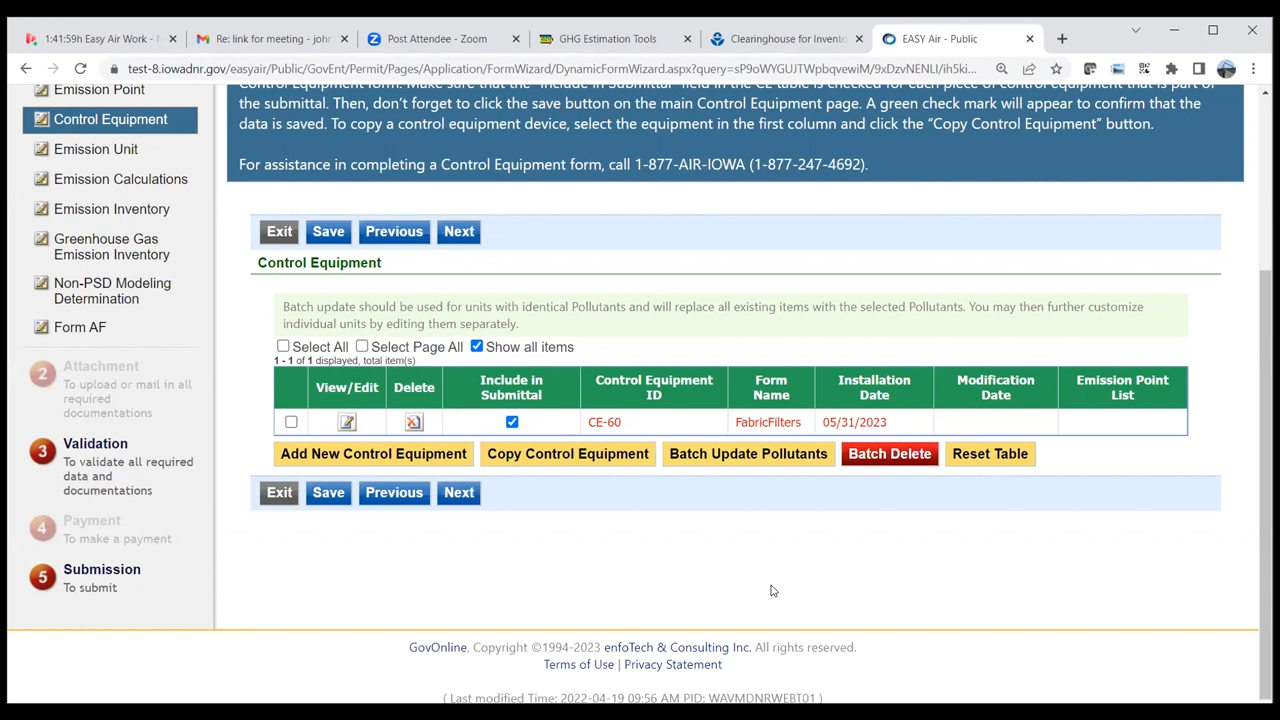 1:41:59h Easy Air Work - N
Re: link for meeting - john
Post Attendee - Zoom
GHG Estimation Tools
Clearinghouse for Invento
EASY Air - Public
test-8.iowadnr.gov/easyair/Public/GovEnt/Permit/Pages/Application/FormWizard/DynamicFormWizard.aspx?query=sP9oWYGUJTWpbqvewiM/9xDzvNENLI/ih5ki...
Emission Point
Control Equipment
Emission Unit
Emission Calculations
Emission Inventory
Greenhouse Gas
Emission Inventory
Non-PSD Modeling
Determination
Form AF
2 Attachment
To upload or mail in all
required
documentations
3 Validation
To validate all required
data and
documentations
4 Payment
To make a payment
5 Submission
To submit
Control Equipment form. Make sure that the "Include in Submittal" field in the CE table is checked for each piece of control equipment that is part of
the submittal. Then, don't forget to click the save button on the main Control Equipment page. A green check mark will appear to confirm that the
data is saved. To copy a control equipment device, select the equipment in the first column and click the "Copy Control Equipment" button.
For assistance in completing a Control Equipment form, call 1-877-AIR-IOWA (1-877-247-4692).
Exit Save Previous Next
Control Equipment
Batch update should be used for units with identical Pollutants and will replace all existing items with the selected Pollutants. You may then further customize
individual units by editing them separately.
Select All Select Page All Show all items
1 - 1 of 1 displayed, total item(s)
View/Edit Delete Include in Submittal Control Equipment ID Form Name Installation Date Modification Date Emission Point List
CE-60 FabricFilters 05/31/2023
Add New Control Equipment Copy Control Equipment Batch Update Pollutants Batch Delete Reset Table
Exit Save Previous Next
GovOnline, Copyright ©1994-2023 enfoTech & Consulting Inc. All rights reserved.
Terms of Use | Privacy Statement
( Last modified Time: 2022-04-19 09:56 AM PID: WAVMDNRWEBT01 )